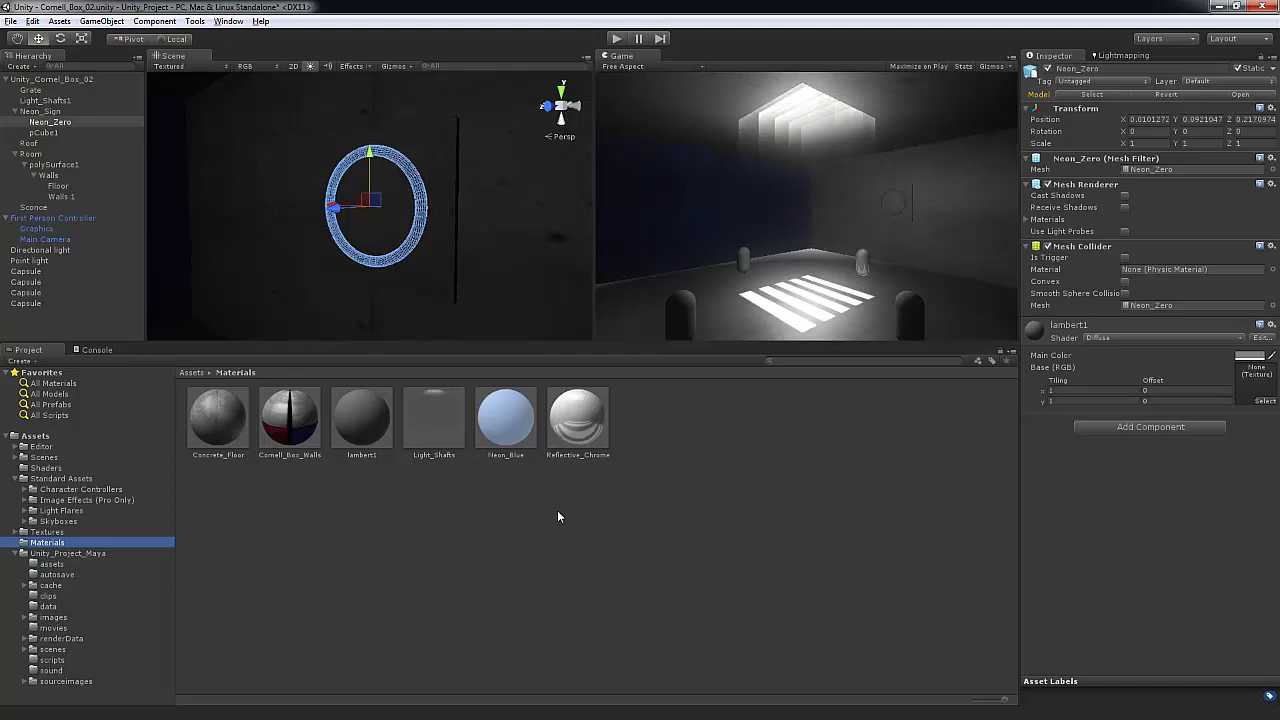 Unity - Cornell_Box_02.unity - Unity_Project - PC, Mac & Linux Standalone* <DX11>
File Edit Assets GameObject Component Tools Window Help
Pivot Local Layers Layout
Hierarchy
Create All
Unity_Cornel_Box_02
Grate
Light_Shafts1
Neon_Sign
Neon_Zero
pCube1
Roof
Room
polySurface1
Walls
Floor
Walls 1
Sconce
First Person Controller
Graphics
Main Camera
Directional light
Point light
Capsule
Capsule
Capsule
Capsule
Scene
Textured RGB 2D Effects Gizmos All
y
z
Persp
Game
Free Aspect Maximize on Play Stats Gizmos
Inspector Lightmapping
Neon_Zero Static
Tag Untagged Layer Default
Model Select Revert Open
Transform
Position X 0.0101272 Y 0.0921047 Z 0.2170974
Rotation X 0 Y 0 Z 0
Scale X 1 Y 1 Z 1
Neon_Zero (Mesh Filter)
Mesh Neon_Zero
Mesh Renderer
Cast Shadows
Receive Shadows
Materials
Use Light Probes
Mesh Collider
Is Trigger
Material None (Physic Material)
Convex
Smooth Sphere Collisio
Mesh Neon_Zero
lambert1
Shader Diffuse Edit...
Main Color
Base (RGB)
None
(Texture)
Tiling Offset
x 1 0
y 1 0
Select
Add Component
Asset Labels
Project Console
Create
Favorites
All Materials
All Models
All Prefabs
All Scripts
Assets
Editor
Scenes
Shaders
Standard Assets
Character Controllers
Image Effects (Pro Only)
Light Flares
Skyboxes
Textures
Materials
Unity_Project_Maya
assets
autosave
cache
clips
data
images
movies
renderData
scenes
scripts
sound
sourceimages
Assets Materials
Concrete_Floor Cornell_Box_Walls lambert1 Light_Shafts Neon_Blue Reflective_Chrome